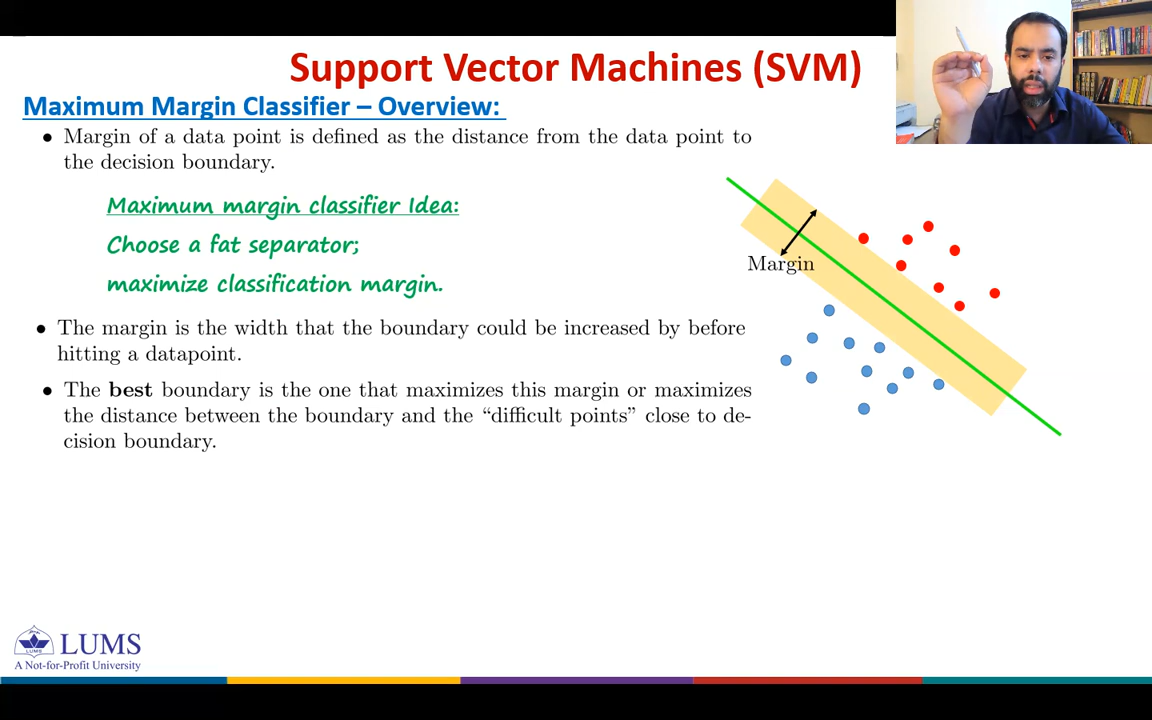 Support Vector Machines (SVM)
Maximum Margin Classifier – Overview:
• Margin of a data point is defined as the distance from the data point to
the decision boundary.
Maximum margin classifier Idea:
Choose a fat separator;
maximize classification margin.
Margin
• The margin is the width that the boundary could be increased by before
hitting a datapoint.
• The best boundary is the one that maximizes this margin or maximizes
the distance between the boundary and the “difficult points” close to de-
cision boundary.
LUMS
LUMS
A Not-for-Profit University